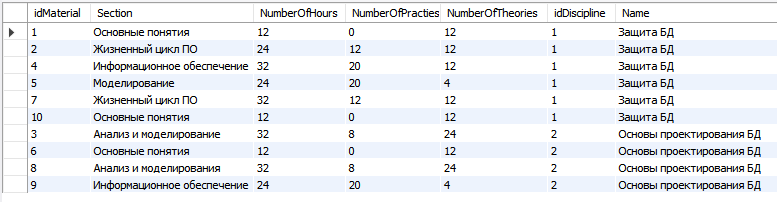 idMaterial Section NumberOfHours NumberOfPracties NumberOfTheories idDiscipline Name
1 Основные понятия 12 0 12 1 Защита БД
2 Жизненный цикл ПО 24 12 12 1 Защита БД
4 Информационное обеспечение 32 20 12 1 Защита БД
5 Моделирование 24 20 4 1 Защита БД
7 Жизненный цикл ПО 32 12 12 1 Защита БД
10 Основные понятия 12 0 12 1 Защита БД
3 Анализ и моделирование 32 8 24 2 Основы проектирования БД
6 Основные понятия 12 0 12 2 Основы проектирования БД
8 Анализ и моделирования 32 8 24 2 Основы проектирования БД
9 Информационное обеспечение 24 20 4 2 Основы проектирования БД